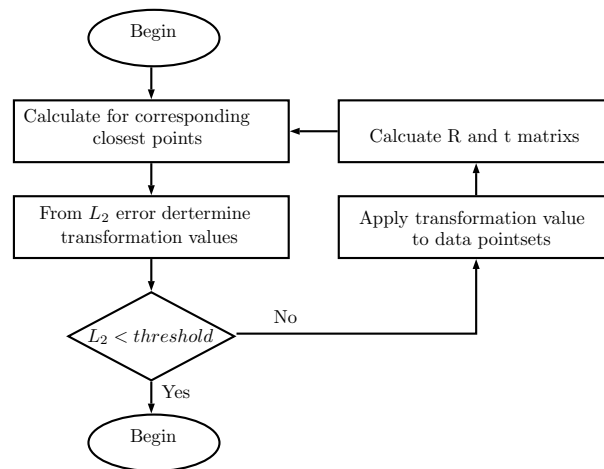 Begin
Calculate for corresponding
closest points
Calcuate R and t matrixs
From L2 error dertermine
transformation values
Apply transformation value
to data pointsets
L2 < threshold
No
Yes
Begin